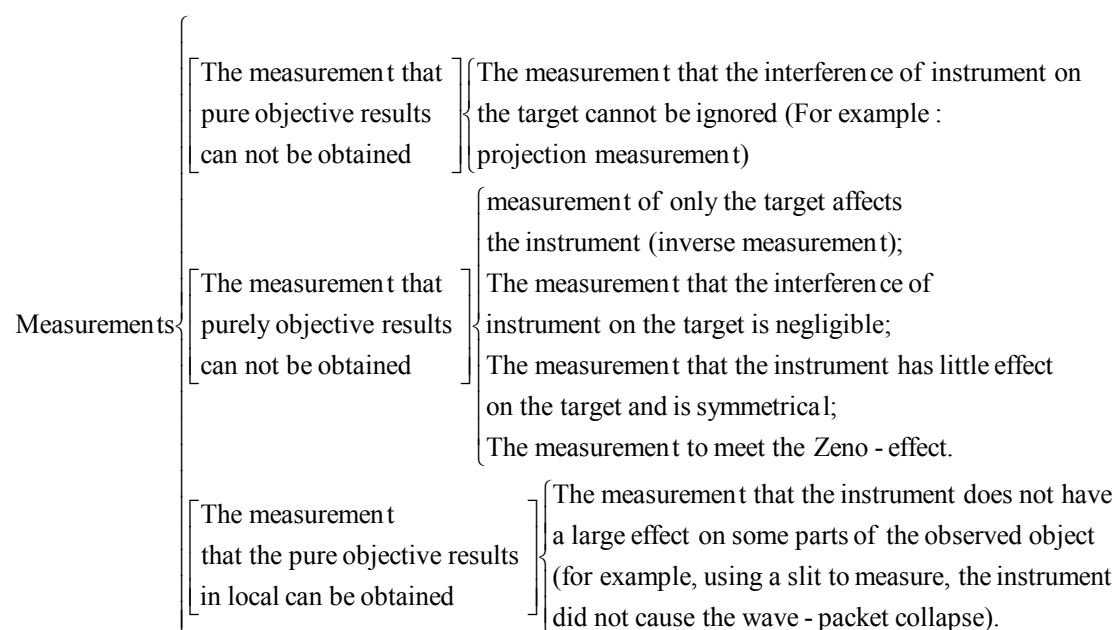 The measurement that
pure objective results
can not be obtained
The measurement that the interference of instrument on
the target cannot be ignored (For example :
projection measurement)
Measurements
The measurement that
purely objective results
can not be obtained
measurement of only the target affects
the instrument (inverse measurement);
The measurement that the interference of
instrument on the target is negligible;
The measurement that the instrument has little effect
on the target and is symmetrical;
The measurement to meet the Zeno - effect.
The measurement
that the pure objective results
in local can be obtained
The measurement that the instrument does not have
a large effect on some parts of the observed object
(for example, using a slit to measure, the instrument
did not cause the wave - packet collapse).